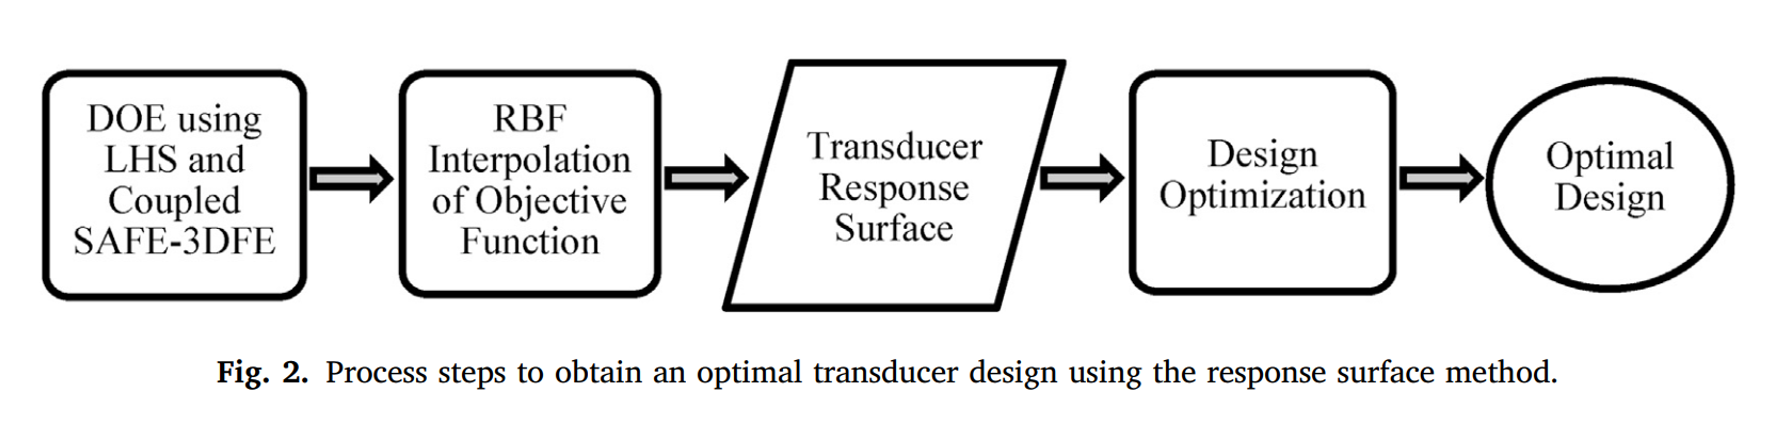 DOE using
LHS and
Coupled
SAFE-3DFE
RBF
Interpolation
of Objective
Function
Transducer
Response
Surface
Design
Optimization
Optimal
Design
Fig. 2. Process steps to obtain an optimal transducer design using the response surface method.